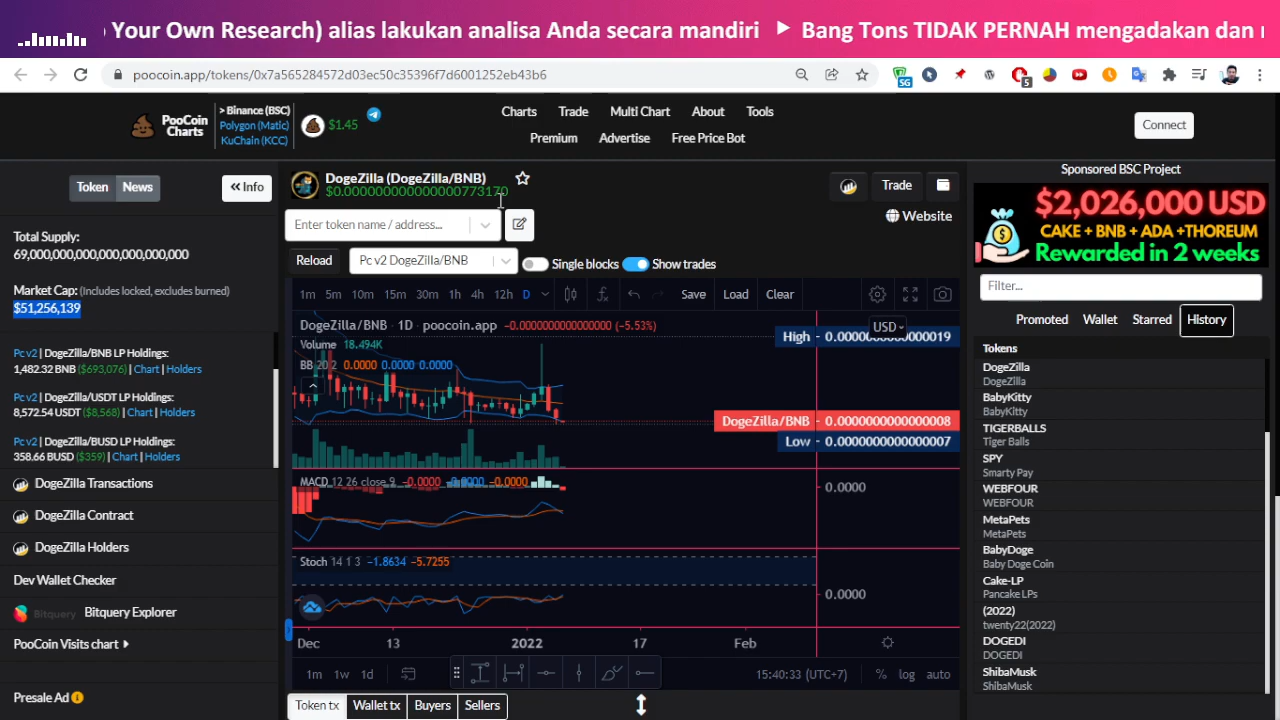 Your Own Research) alias lakukan analisa Anda secara mandiri ▶ Bang Tons TIDAK PERNAH mengadakan dan
poocoin.app/tokens/0x7a565284572d03ec50c35396f7d6001252eb43b6
SG
5
PooCoin Charts
> Binance (BSC)
Polygon (Matic)
KuChain (KCC)
$1.45
Charts Trade Multi Chart About Tools
Premium Advertise Free Price Bot
Connect
Token News
<< Info
Total Supply:
69,000,000,000,000,000,000
Market Cap: (Includes locked, excludes burned)
$51,256,139
Pc v2 | DogeZilla/BNB LP Holdings:
1,482.32 BNB ($693,076) | Chart | Holders
Pc v2 | DogeZilla/USDT LP Holdings:
8,572.54 USDT ($8,568) | Chart | Holders
Pc v2 | DogeZilla/BUSD LP Holdings:
358.66 BUSD ($359) | Chart | Holders
DogeZilla Transactions
DogeZilla Contract
DogeZilla Holders
Dev Wallet Checker
Bitquery Bitquery Explorer
PooCoin Visits chart
Presale Ad
DogeZilla (DogeZilla/BNB)
Trade
Website
Enter token name / address...
Reload
Pc v2 DogeZilla/BNB
Single blocks
Show trades
1m 5m 10m 15m 30m 1h 4h 12h D
Save Load Clear
DogeZilla/BNB · 1D · poocoin.app −0.0000000000000000 (−5.53%)
USD
Volume 18.494K
BB 20 2 0.0000 0.0000 0.0000
High 0.0000000000000019
DogeZilla/BNB 0.0000000000000008
Low 0.0000000000000007
MACD 12 26 close 9 −0.0000 −0.0000 −0.0000
0.0000
Stoch 14 1 3 −1.8634 −5.7255
0.0000
Dec 13 2022 17 Feb
1m 1w 1d
15:40:33 (UTC+7)
% log auto
Token tx Wallet tx Buyers Sellers
Sponsored BSC Project
$2,026,000 USD
CAKE + BNB + ADA +THOREUM
Rewarded in 2 weeks
Filter...
Promoted Wallet Starred History
Tokens
DogeZilla
DogeZilla
BabyKitty
BabyKitty
TIGERBALLS
Tiger Balls
SPY
Smarty Pay
WEBFOUR
WEBFOUR
MetaPets
MetaPets
BabyDoge
Baby Doge Coin
Cake-LP
Pancake LPs
(2022)
twenty22(2022)
DOGEDI
DOGEDI
ShibaMusk
ShibaMusk